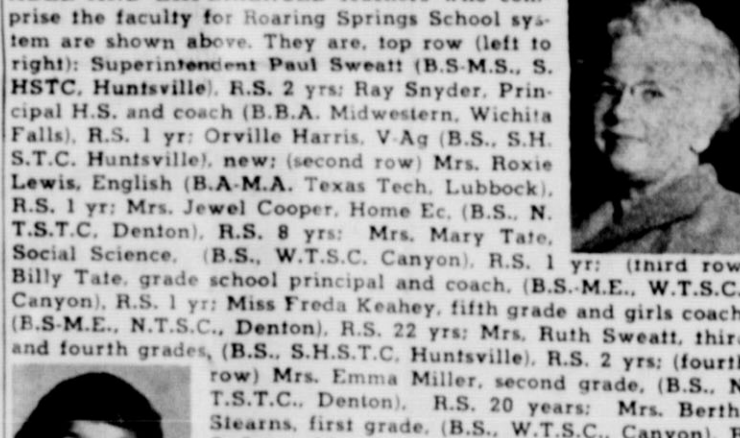 prise the faculty for Roaring Springs School sys-
tem are shown above. They are, top row (left to
right): Superintendent Paul Sweatt (B.S-M.S., S.
HSTC, Huntsville), R.S. 2 yrs; Ray Snyder, Prin-
cipal H.S. and coach (B.B.A. Midwestern, Wichita
Falls), R.S. 1 yr; Orville Harris, V-Ag (B.S., S.H.
S.T.C. Huntsville), new; (second row) Mrs. Roxie
Lewis, English (B.A-M.A. Texas Tech, Lubbock),
R.S. 1 yr; Mrs. Jewel Cooper, Home Ec, (B.S., N.
T.S.T.C. Denton), R.S. 8 yrs; Mrs. Mary Tate,
Social Science, (B.S., W.T.S.C. Canyon), R.S. 1 yr; (third row
Billy Tate, grade school principal and coach, (B.S.-M.E., W.T.S.C.
Canyon), R.S. 1 yr; Miss Freda Keahey, fifth grade and girls coach
(B.S-M.E., N.T.S.C., Denton), R.S. 22 yrs; Mrs. Ruth Sweatt, third
and fourth grades, (B.S., S.H.S.T.C. Huntsville), R.S. 2 yrs; (fourth
row) Mrs. Emma Miller, second grade, (B.S., N
T.S.T.C., Denton), R.S. 20 years; Mrs. Berth
Stearns, first grade, (B.S., W.T.S.C., Canyon),